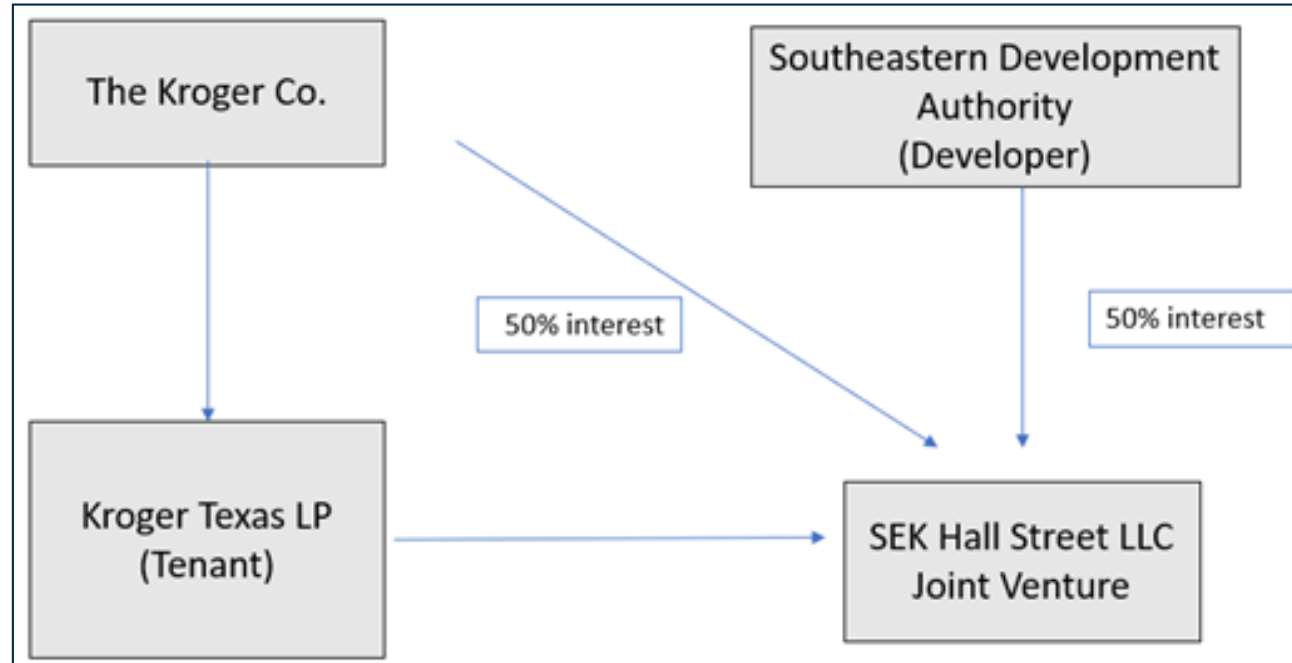 The Kroger Co.
Southeastern Development
Authority
(Developer)
50% interest
50% interest
Kroger Texas LP
(Tenant)
SEK Hall Street LLC
Joint Venture